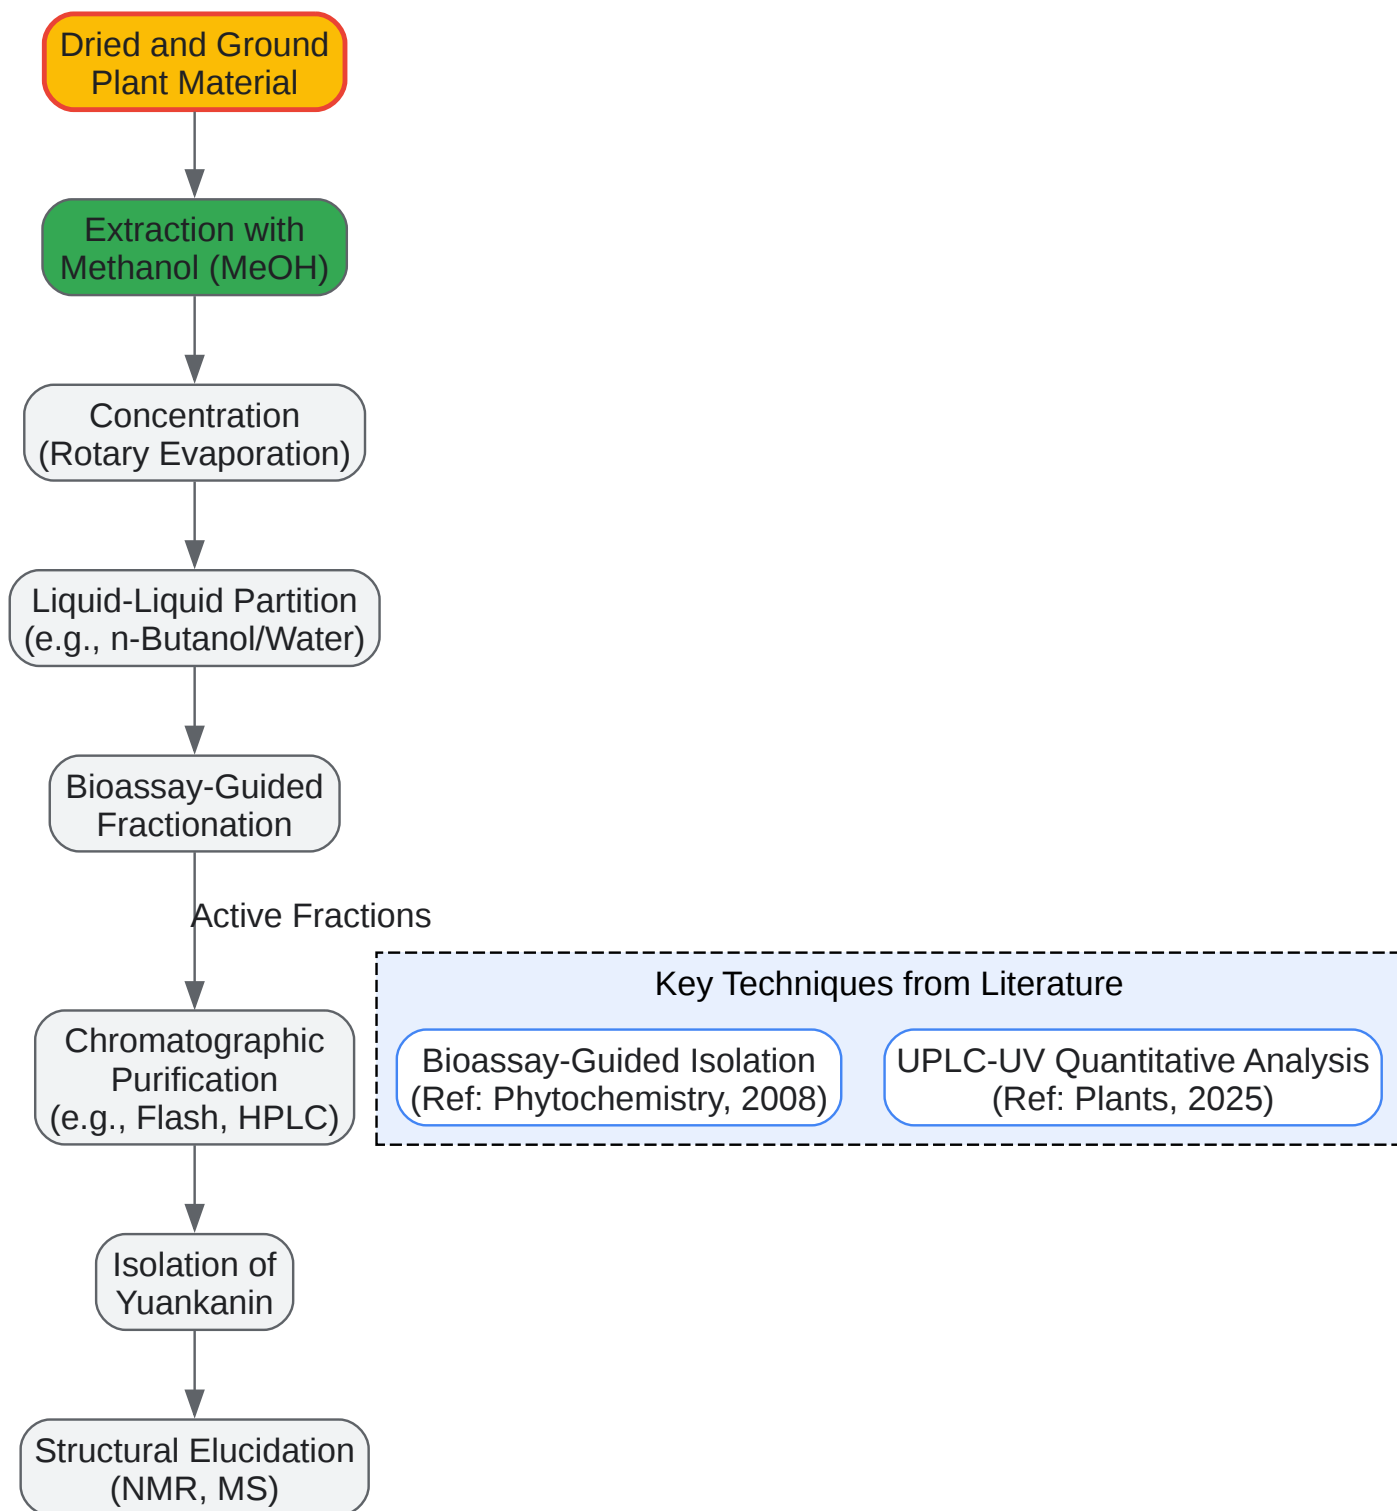 Dried and Ground
Plant Material
Extraction with
Methanol (MeOH)
Concentration
(Rotary Evaporation)
Liquid-Liquid Partition
(e.g., n-Butanol/Water)
Bioassay-Guided
Fractionation
Active Fractions
Key Techniques from Literature
Bioassay-Guided Isolation
(Ref: Phytochemistry, 2008)
UPLC-UV Quantitative Analysis
(Ref: Plants, 2025)
Chromatographic
Purification
(e.g., Flash, HPLC)
Isolation of
Yuankanin
Structural Elucidation
(NMR, MS)